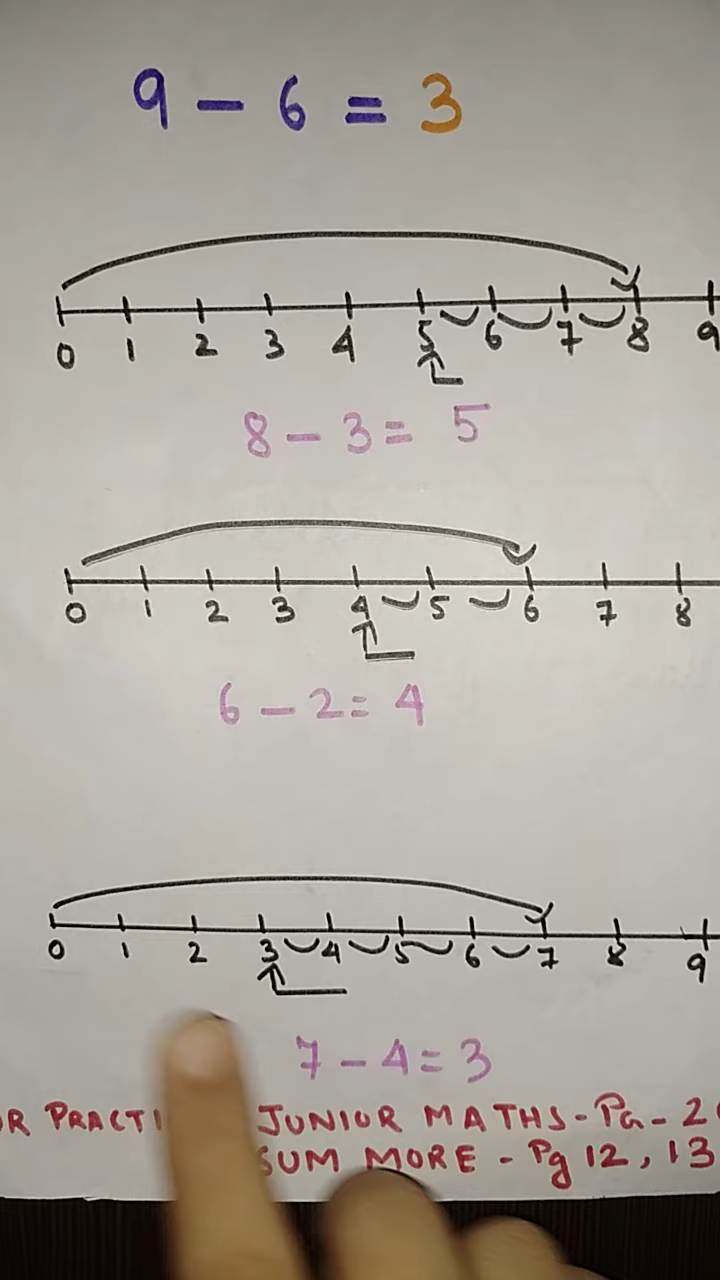 9 - 6 = 3
0 1 2 3 4 5 6 7 8 9
8 - 3 = 5
0 1 2 3 4 5 6 7 8
6 - 2 = 4
0 1 2 3 4 5 6 7 8 9
7 - 4 = 3
JUNIOR MATHS - Pg - 2
SUM MORE - Pg 12, 13